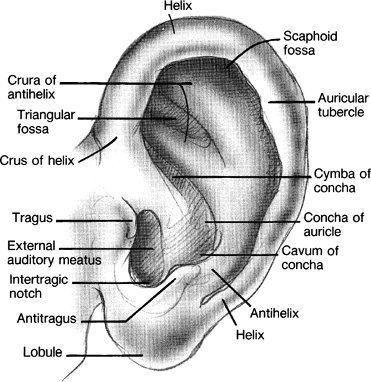 Helix
Scaphoid
fossa
Crura of
antihelix
Triangular
fossa
Auricular
tubercle
Crus of helix
Cymba of
concha
Tragus
Concha of
auricle
External
auditory meatus
Cavum of
concha
Intertragic
notch
Antitragus
Antihelix
Helix
Lobule